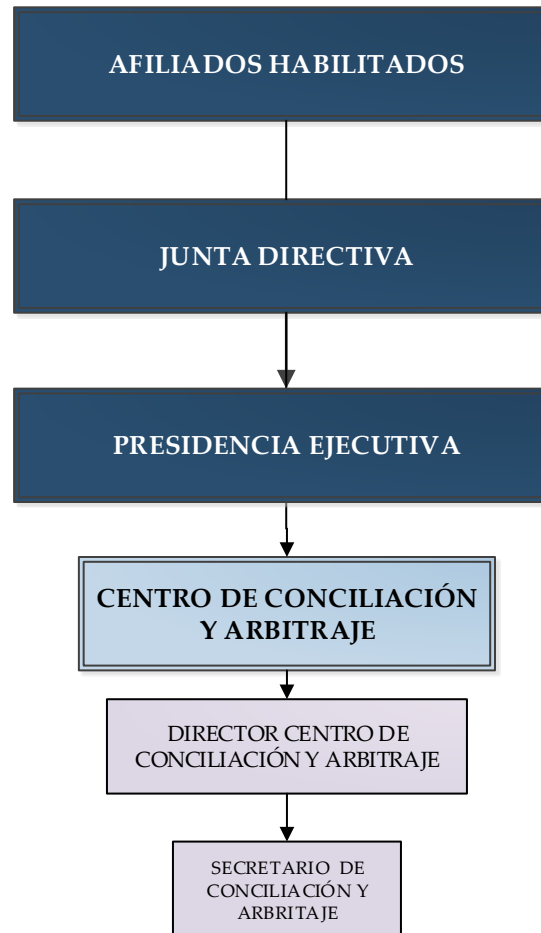 AFILIADOS HABILITADOS
JUNTA DIRECTIVA
PRESIDENCIA EJECUTIVA
CENTRO DE CONCILIACIÓN
Y ARBITRAJE
DIRECTOR CENTRO DE
CONCILIACIÓN Y ARBITRAJE
SECRETARIO DE
CONCILIACIÓN Y
ARBRITAJE